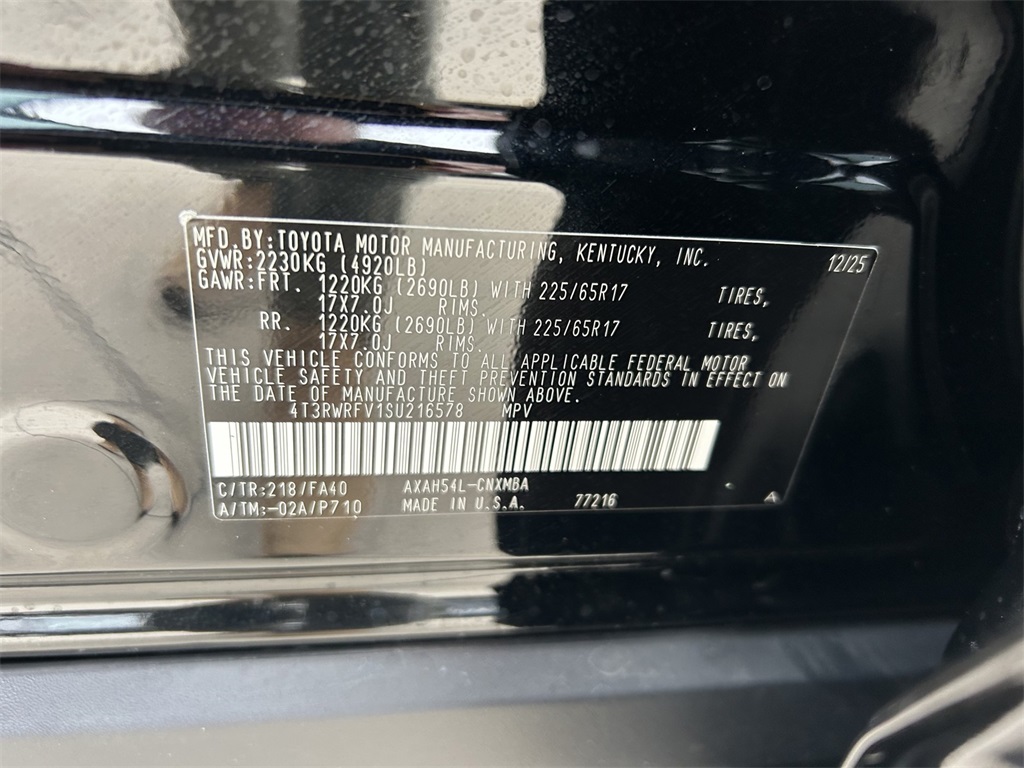 MFD.BY:TOYOTA MOTOR MANUFACTURING, KENTUCKY, INC. 12/25
GVWR:2230KG (4920LB)
GAWR:FRT. 1220KG (2690LB) WITH 225/65R17 TIRES,
17X7.0J RIMS.
RR. 1220KG (2690LB) WITH 225/65R17 TIRES,
17X7.0J RIMS.
THIS VEHICLE CONFORMS TO ALL APPLICABLE FEDERAL MOTOR
VEHICLE SAFETY AND THEFT PREVENTION STANDARDS IN EFFECT ON
THE DATE OF MANUFACTURE SHOWN ABOVE.
4T3RWRFV1SU216578 MPV
C/TR:218/FA40 AXAH54L-CNXMBA
A/TM:-02A/P710 MADE IN U.S.A. 77216 A